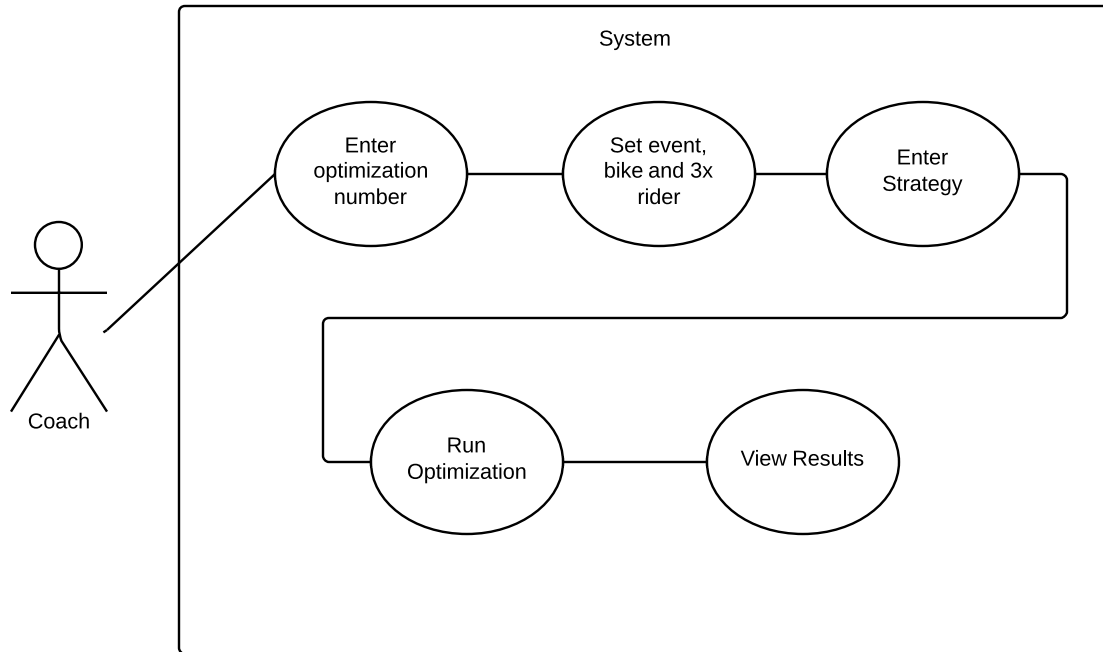 System
Enter
optimization
number
Set event,
bike and 3x
rider
Enter
Strategy
Coach
Run
Optimization
View Results